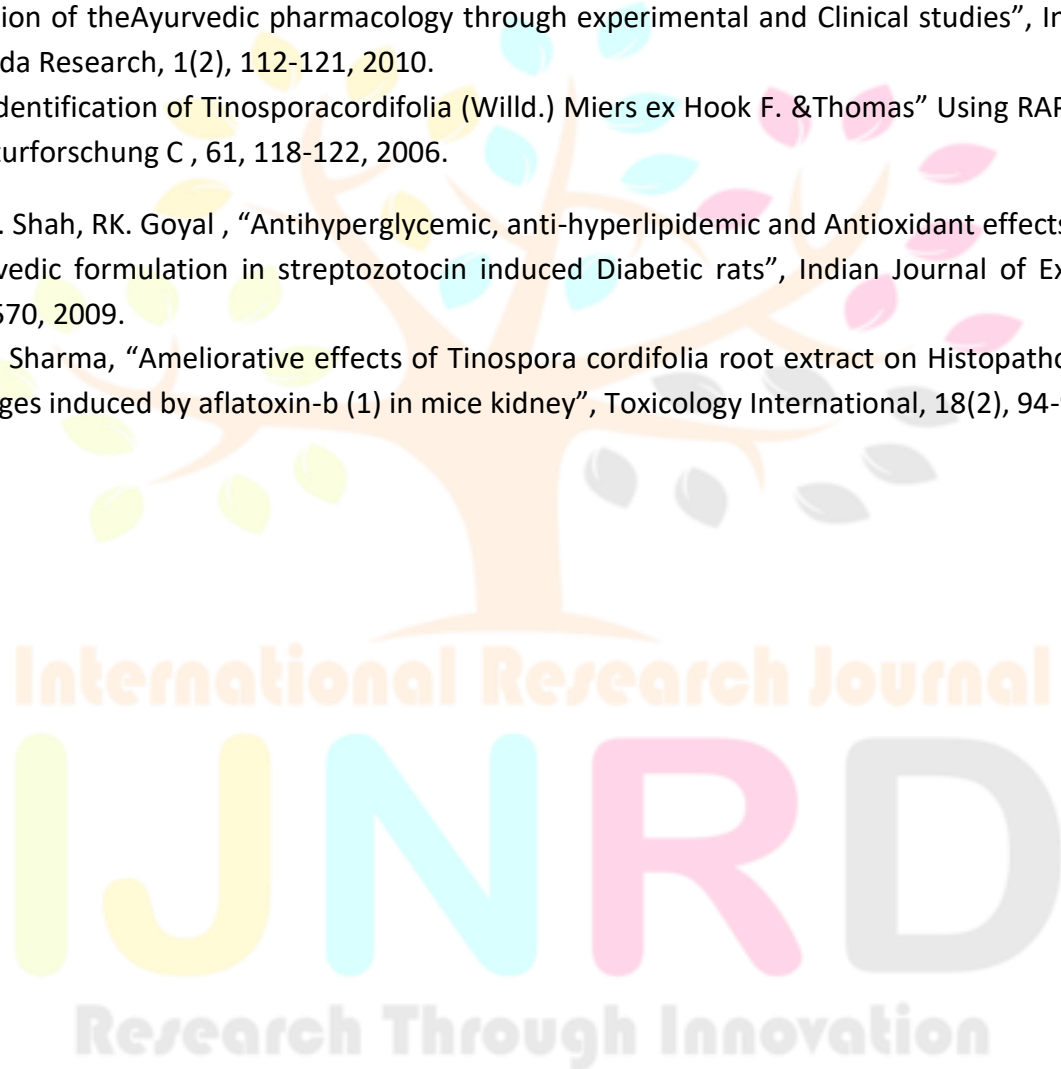 ion of theAyurvedic pharmacology through experimental and Clinical studies”, In
da Research, 1(2), 112-121, 2010.
dentification of Tinosporacordifolia (Willd.) Miers ex Hook F. &Thomas” Using RAP
turforschung C , 61, 118-122, 2006.
. Shah, RK. Goyal , “Antihyperglycemic, anti-hyperlipidemic and Antioxidant effects
vedic formulation in streptozotocin induced Diabetic rats”, Indian Journal of Ex
570, 2009.
Sharma, “Ameliorative effects of Tinospora cordifolia root extract on Histopatho
ges induced by aflatoxin-b (1) in mice kidney”, Toxicology International, 18(2), 94-
International Research Journal
IJNRD
Research Through Innovation